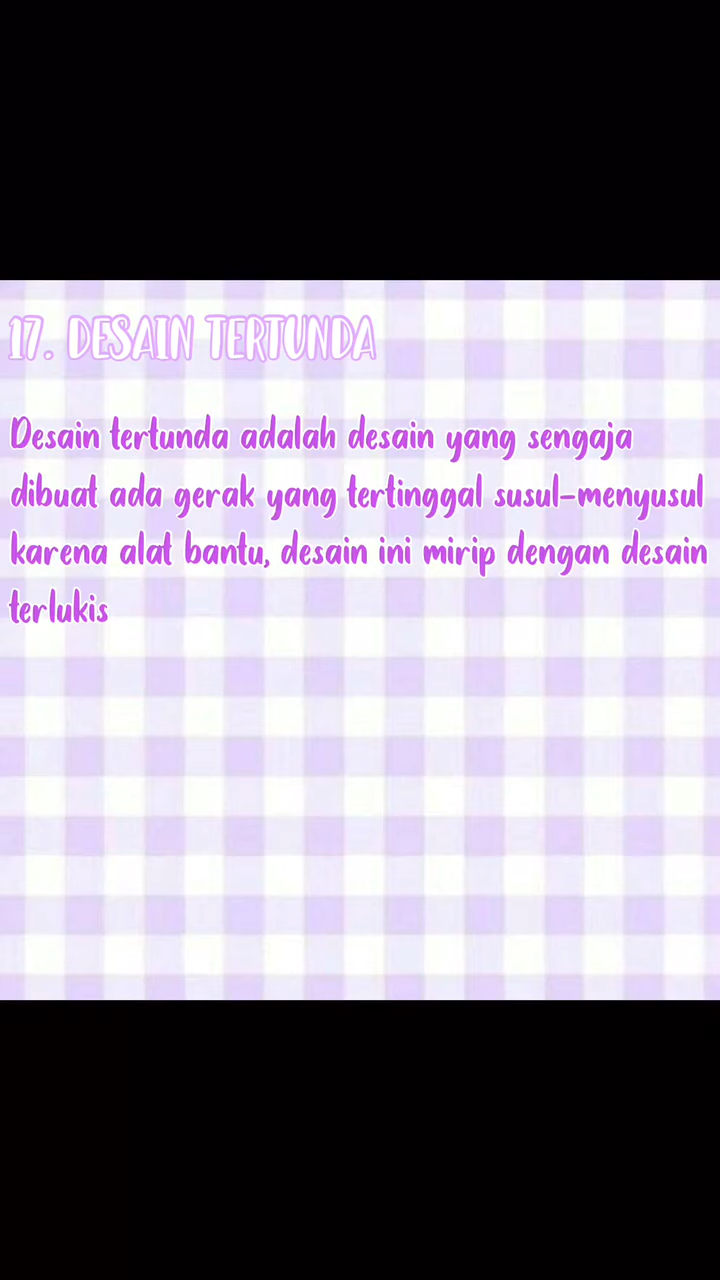 17. DESAIN TERTUNDA
Desain tertunda adalah desain yang sengaja
dibuat ada gerak yang tertinggal susul-menyusul
karena alat bantu, desain ini mirip dengan desain
terlukis